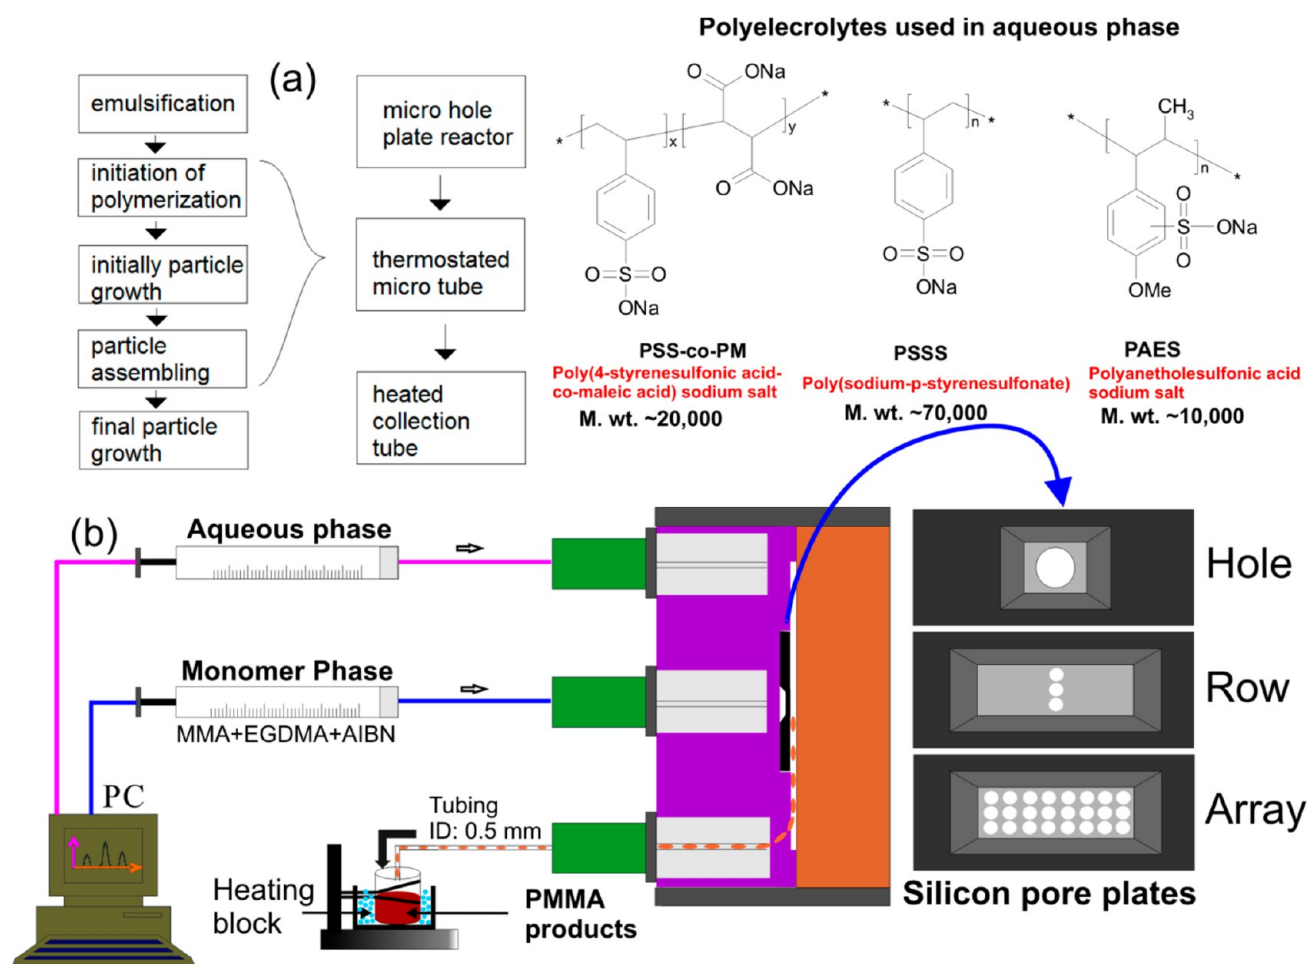 Polyelecrolytes used in aqueous phase
(a)
emulsification
initiation of
polymerization
initially particle
growth
particle
assembling
final particle
growth
micro hole
plate reactor
thermostated
micro tube
heated
collection
tube
O ONa
*
x
y
*
O
ONa
O=S=O
ONa
PSS-co-PM
Poly(4-styrenesulfonic acid-
co-maleic acid) sodium salt
M. wt. ~20,000
*
n
*
O=S=O
ONa
PSSS
Poly(sodium-p-styrenesulfonate)
M. wt. ~70,000
CH3
*
n
*
O
S
ONa
O
OMe
PAES
Polyanetholesulfonic acid
sodium salt
M. wt. ~10,000
(b)
Aqueous phase
Monomer Phase
MMA+EGDMA+AIBN
PC
Tubing
ID: 0.5 mm
Heating
block
PMMA
products
Hole
Row
Array
Silicon pore plates